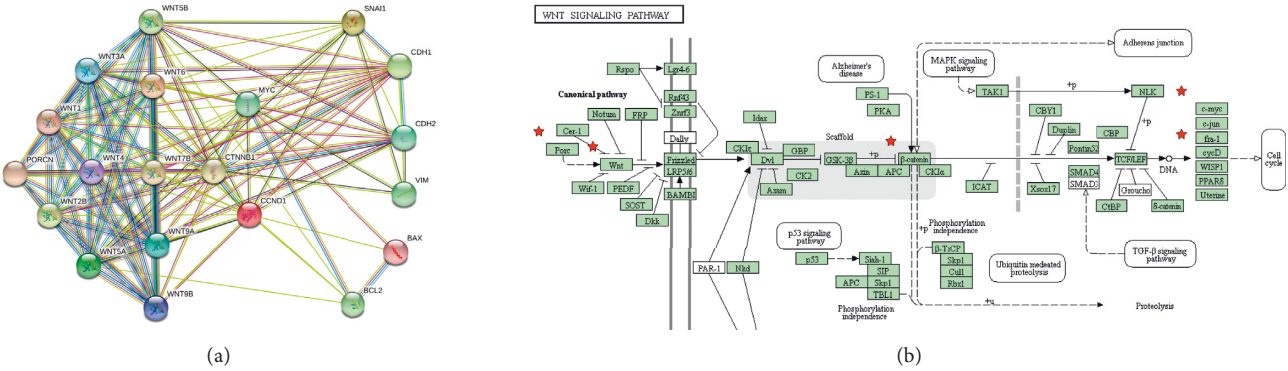 WNT5B
SNAI1
WNT3A
CDH1
WNT6
MYC
WNT1
CDH2
PORCN
WNT4
WNT7B
CTNNB1
VIM
WNT2B
CCND1
WNT9A
BAX
WNT5A
WNT9B
BCL2
(a)
WNT SIGNALING PATHWAY
Adherens junction
Rspo
Lgr4-6
Alzheimer's
disease
MAPK signaling
pathway
Canonical pathway
Rnf43
Znrf3
PS-1
PKA
TAK1
+p
NLK
Notum
FRP
Cer-1
Porc
Wnt
Dally
Idax
Scaffold
CBY1
Duplin
CBP
Pontin52
c-myc
c-jun
fra-1
cycD
WISP1
PPARδ
Uterine
Frizzled
LRP5/6
CKIε
Dvl
GBP
GSK-3β
+p
β-catenin
TCF/LEF
DNA
Cell
cycle
Wif-1
PEDF
BAMBI
CK2
Axin
APC
CKIα
ICAT
Xsox17
SMAD4
SMAD3
Groucho
SOST
Dkk
Axam
CtBP
δ-catenin
p53 signaling
pathway
+p
Phosphorylation
independence
TGF-β signaling
pathway
PAR-1
Nkd
p53
Siah-1
SIP
APC
Skp1
TBL1
β-TrCP
Skp1
Cul1
Rbx1
Ubiquitin mediated
proteolysis
Phosphorylation
independence
+u
Proteolysis
(b)